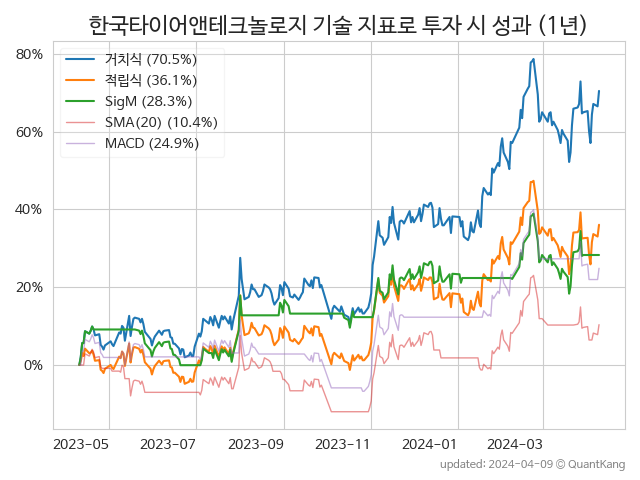 한국타이어앤테크놀로지 기술 지표로 투자 시 성과 (1년)
80%
60%
40%
20%
0%
거치식 (70.5%)
적립식 (36.1%)
SigM (28.3%)
SMA(20) (10.4%)
MACD (24.9%)
2023-05 2023-07 2023-09 2023-11 2024-01 2024-03
updated: 2024-04-09 © QuantKang